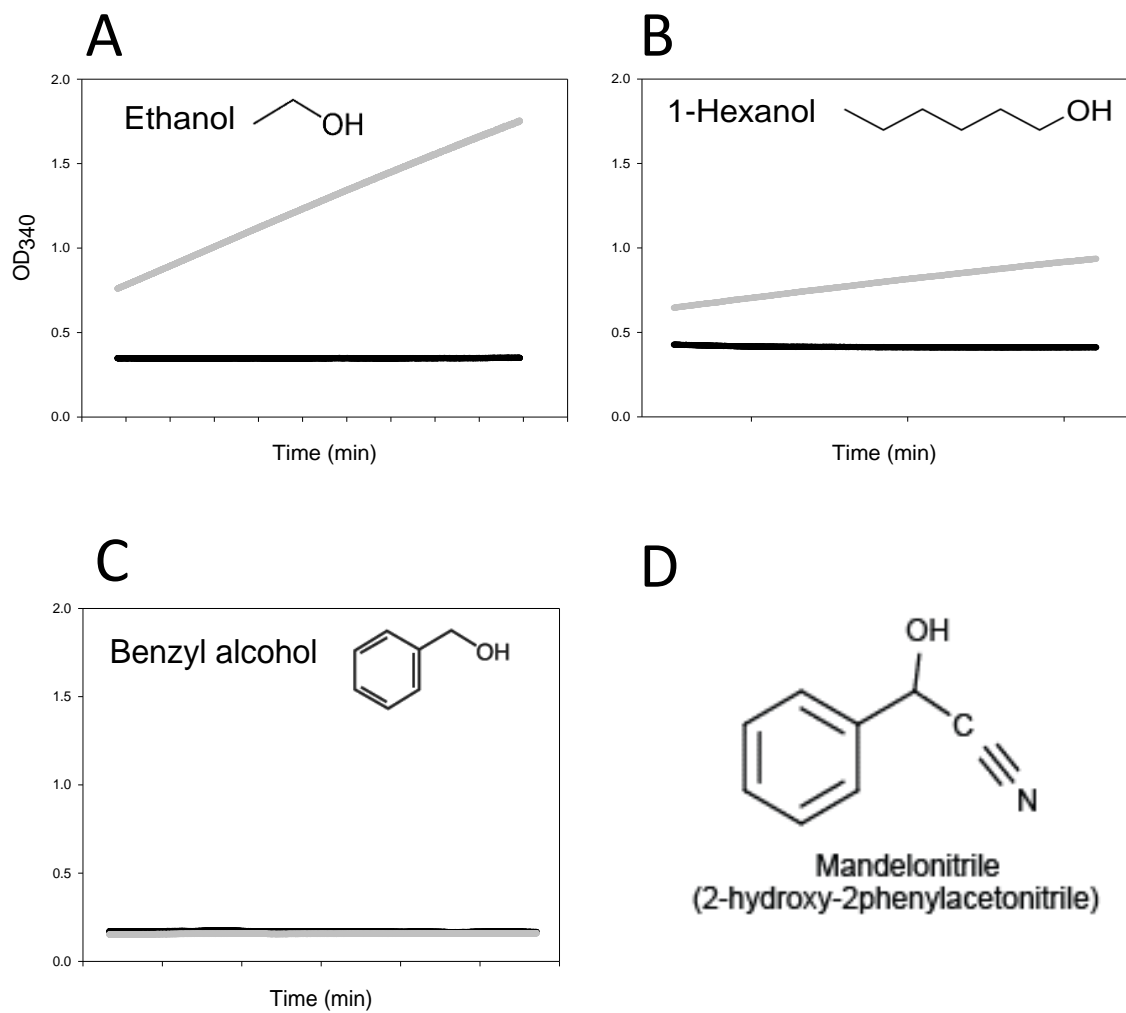 A
2.0
Ethanol
OH
1.5
1.0
0.5
0.0
OD340
Time (min)
B
2.0
1-Hexanol
OH
1.5
1.0
0.5
0.0
Time (min)
C
2.0
Benzyl alcohol
OH
1.5
1.0
0.5
0.0
Time (min)
D
OH
C
N
Mandelonitrile
(2-hydroxy-2phenylacetonitrile)